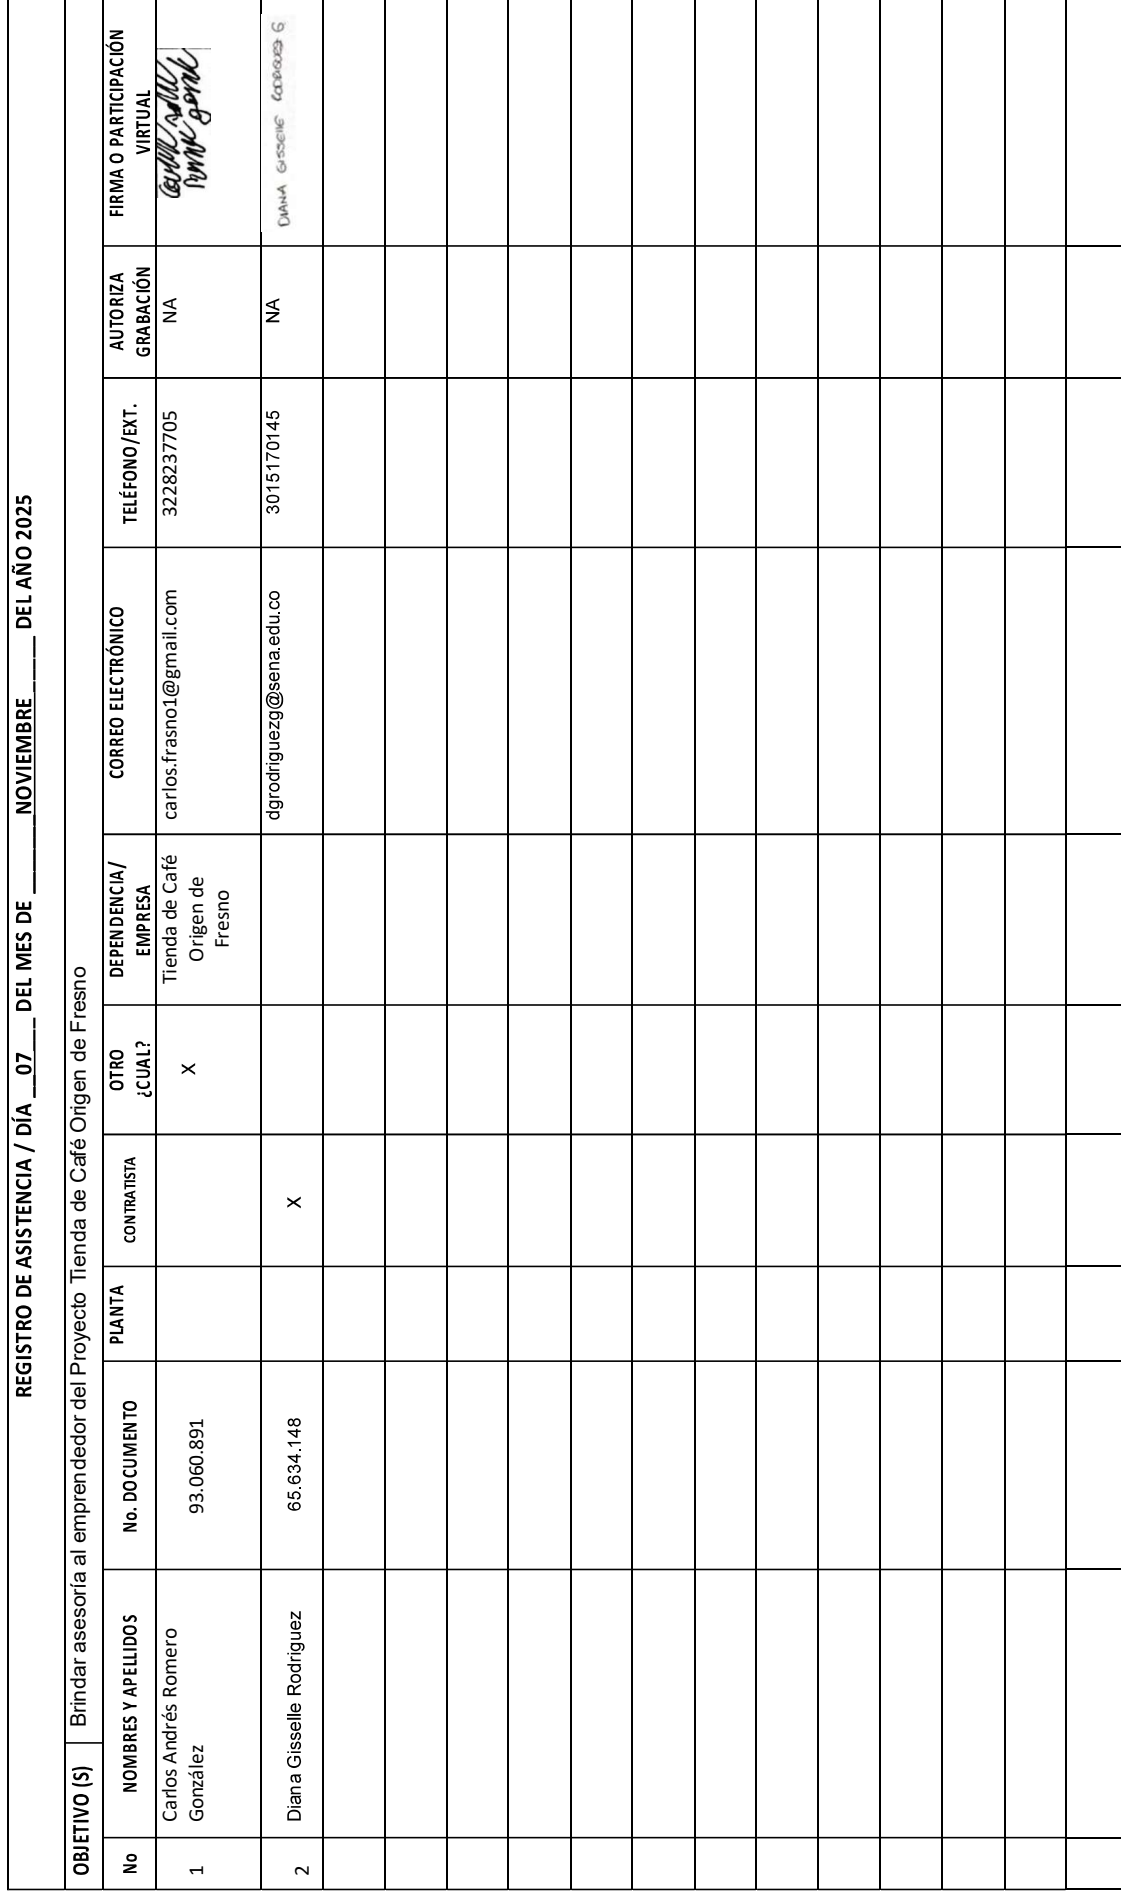 REGISTRO DE ASISTENCIA / DÍA __07___ DEL MES DE _______NOVIEMBRE _____ DEL AÑO 2025
OBJETIVO (S) Brindar asesoría al emprendedor del Proyecto Tienda de Café Origen de Fresno
No
NOMBRES Y APELLIDOS
No. DOCUMENTO
PLANTA
CONTRATISTA
OTRO
¿CUAL?
DEPENDENCIA/
EMPRESA
CORREO ELECTRÓNICO
TELÉFONO/EXT.
AUTORIZA
GRABACIÓN
FIRMA O PARTICIPACIÓN
VIRTUAL
1
Carlos Andrés Romero
González
93.060.891
X
Tienda de Café
Origen de
Fresno
carlos.frasno1@gmail.com
3228237705
NA
2
Diana Gisselle Rodriguez
65.634.148
X
dgrodriguezg@sena.edu.co
3015170145
NA
DIANA GISSELLE RODRIGUEZ G